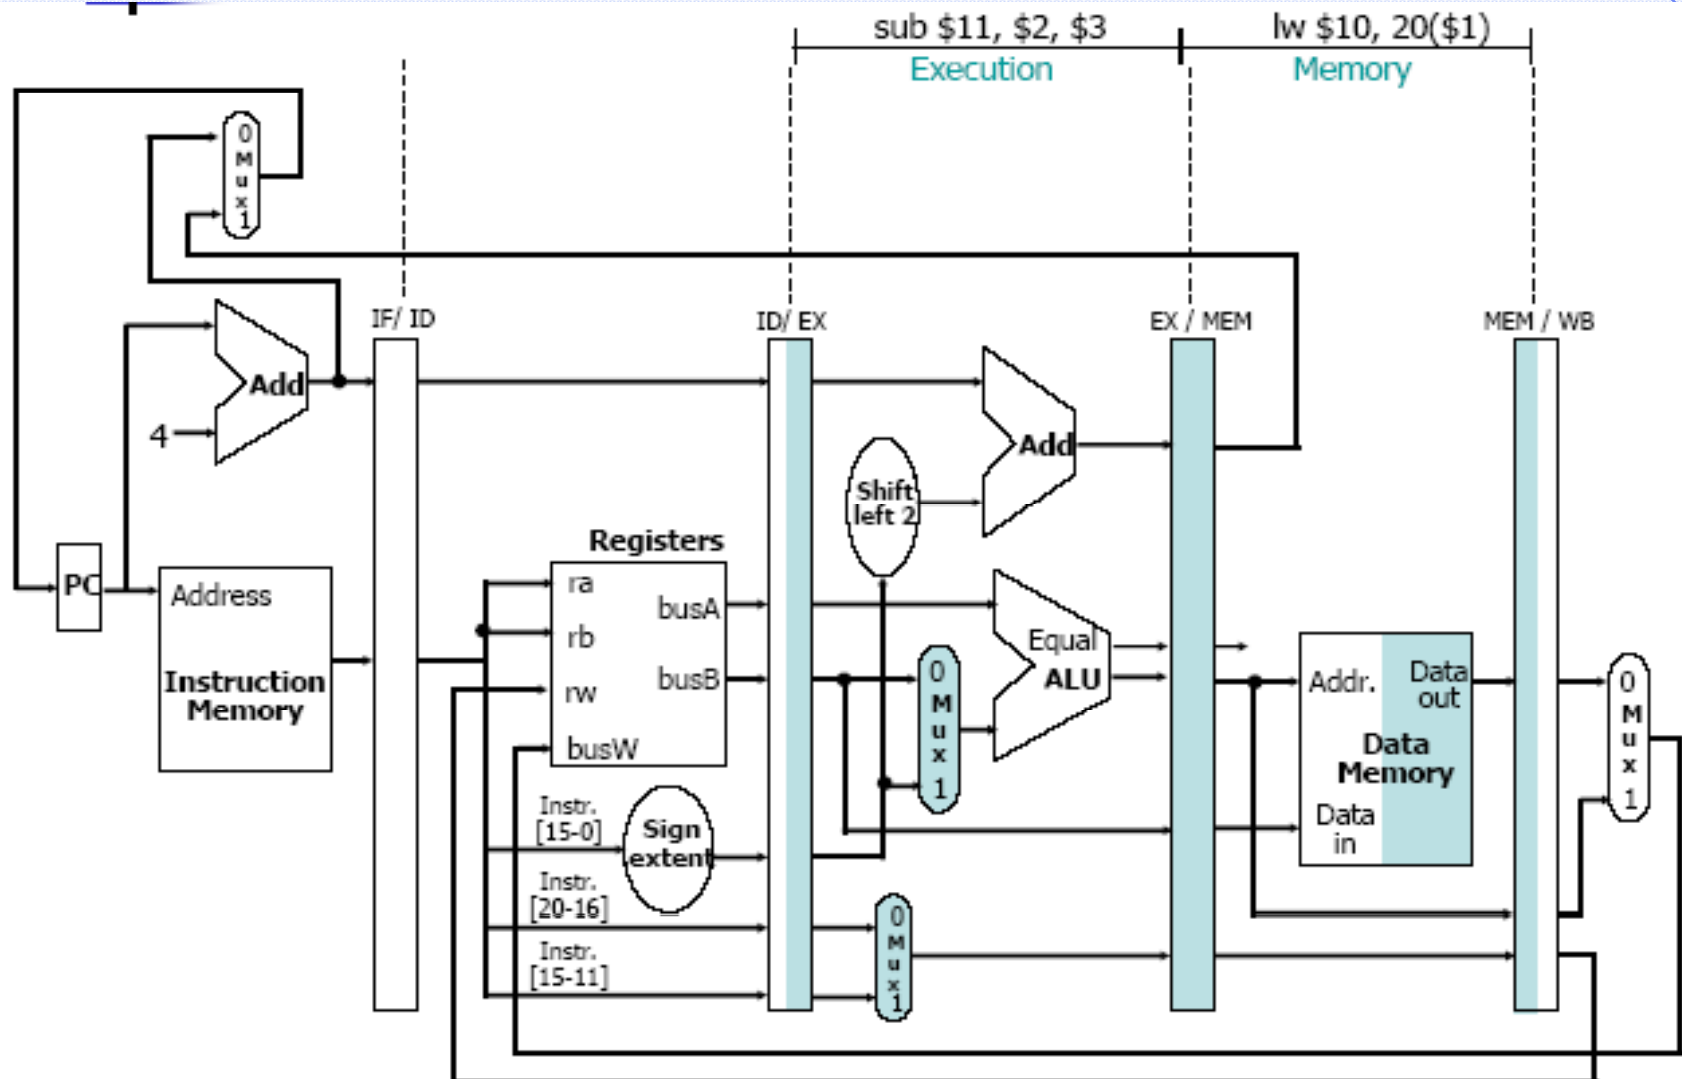 sub $11, $2, $3
lw $10, 20($1)
Execution
Memory
0
M
u
x
1
IF/ ID
ID/ EX
EX / MEM
MEM / WB
Add
4
Add
Shift
left 2
Registers
PC
Address
Instruction
Memory
ra
rb
rw
busW
busA
busB
0
M
u
x
1
Equal
ALU
Addr.
Data
out
Data
Memory
Data
in
0
M
u
x
1
Instr.
[15-0]
Sign
extent
Instr.
[20-16]
Instr.
[15-11]
0
M
u
x
1